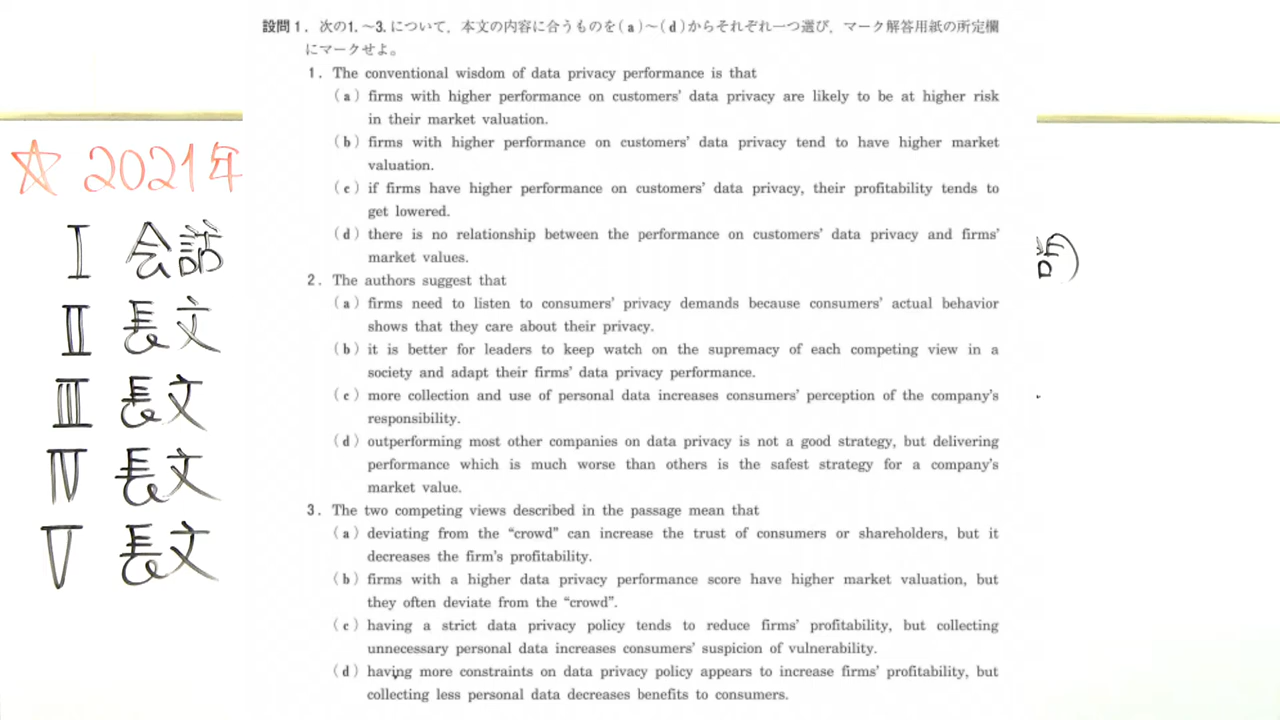 設問1. 次の1.~3.について, 本文の内容に合うものを(a)~(d)からそれぞれ一つ選び, マーク解答用紙の所定欄
にマークせよ。
1. The conventional wisdom of data privacy performance is that
(a) firms with higher performance on customers' data privacy are likely to be at higher risk
in their market valuation.
(b) firms with higher performance on customers' data privacy tend to have higher market
valuation.
(c) if firms have higher performance on customers' data privacy, their profitability tends to
get lowered.
(d) there is no relationship between the performance on customers' data privacy and firms'
market values.
2. The authors suggest that
(a) firms need to listen to consumers' privacy demands because consumers' actual behavior
shows that they care about their privacy.
(b) it is better for leaders to keep watch on the supremacy of each competing view in a
society and adapt their firms' data privacy performance.
(c) more collection and use of personal data increases consumers' perception of the company's
responsibility.
(d) outperforming most other companies on data privacy is not a good strategy, but delivering
performance which is much worse than others is the safest strategy for a company's
market value.
3. The two competing views described in the passage mean that
(a) deviating from the "crowd" can increase the trust of consumers or shareholders, but it
decreases the firm's profitability.
(b) firms with a higher data privacy performance score have higher market valuation, but
they often deviate from the "crowd".
(c) having a strict data privacy policy tends to reduce firms' profitability, but collecting
unnecessary personal data increases consumers' suspicion of vulnerability.
(d) having more constraints on data privacy policy appears to increase firms' profitability, but
collecting less personal data decreases benefits to consumers.
☆ 2021年
I 会話
II 長文
III 長文
IV 長文
V 長文